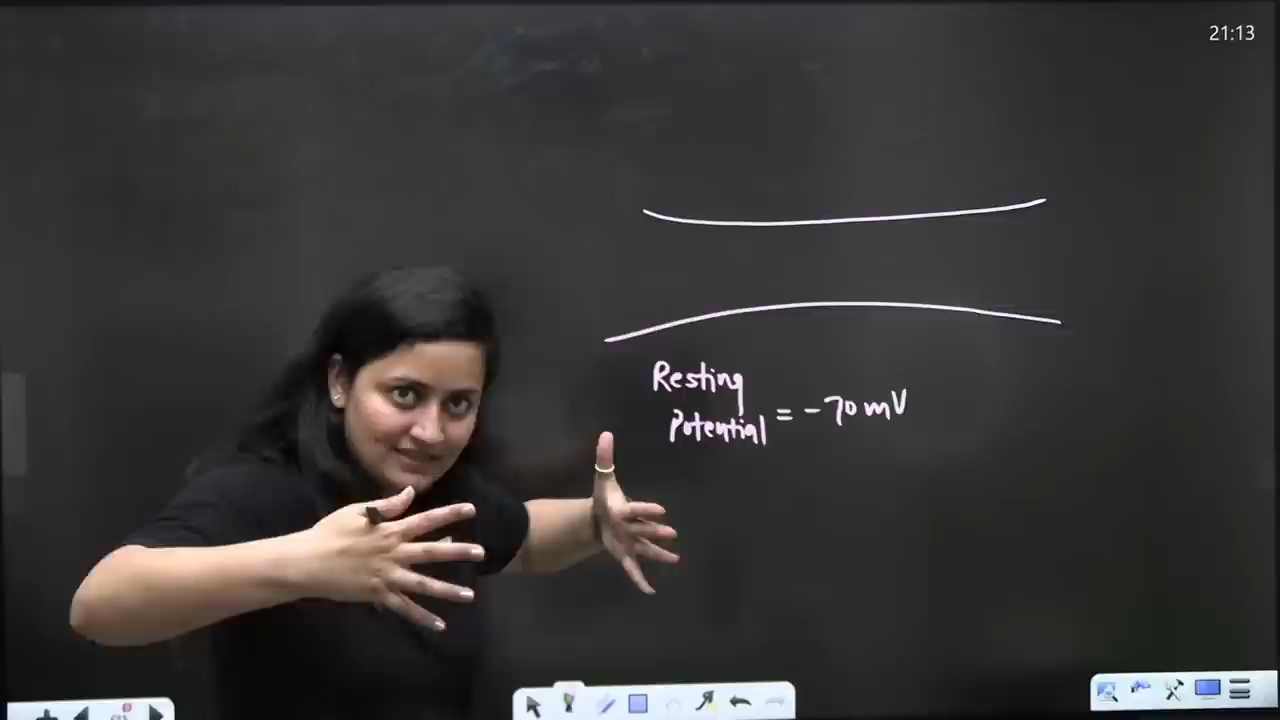 21:13
Resting
Potential = -70 mV